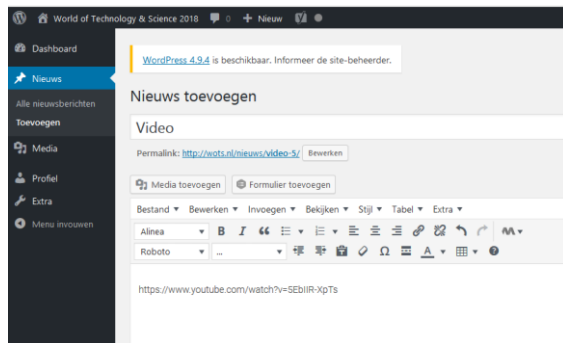 World of Technology & Science 2018 0 + Nieuw
Dashboard
WordPress 4.9.4 is beschikbaar. Informeer de site-beheerder.
Nieuws
Nieuws toevoegen
Alle nieuwsberichten
Toevoegen
Video
Media
Permalink: http://wots.nl/nieuws/video-5/ Bewerken
Profiel
Media toevoegen Formulier toevoegen
Extra
Bestand Bewerken Invoegen Bekijken Stijl Tabel Extra
Menu invouwen
Alinea B I
Roboto ... Ω A
https://www.youtube.com/watch?v=SEbIIR-XpTs